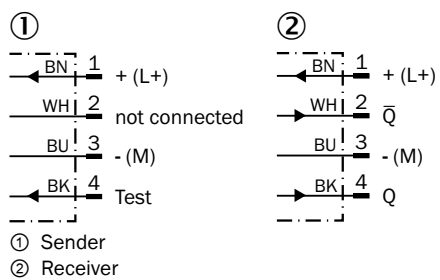 ① ②
BN 1 + (L+)
WH 2 not connected
BU 3 - (M)
BK 4 Test
BN 1 + (L+)
WH 2 Q̅
BU 3 - (M)
BK 4 Q
① Sender
② Receiver